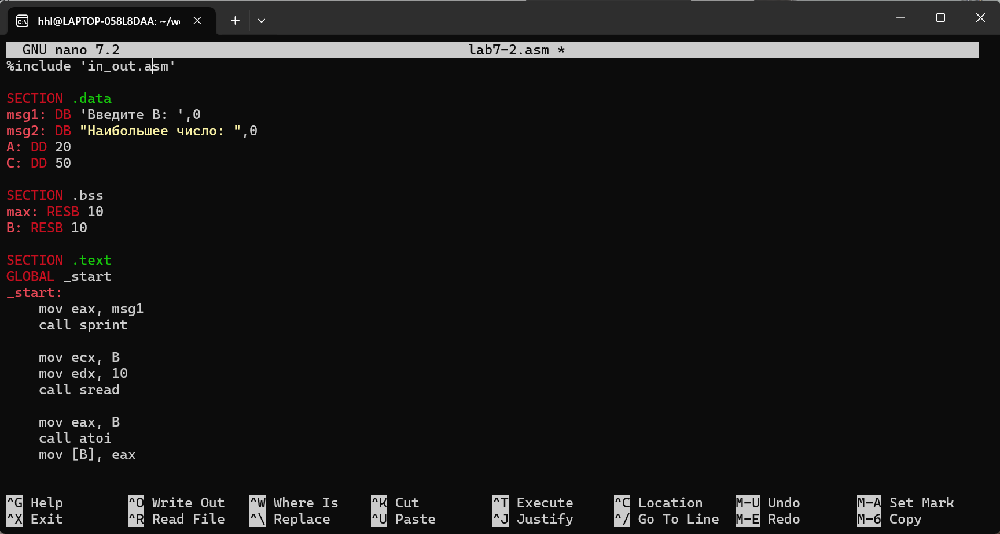 hhl@LAPTOP-058L8DAA: ~/w
GNU nano 7.2 lab7-2.asm *
%include 'in_out.asm'
SECTION .data
msg1: DB 'Введите B: ',0
msg2: DB "Наибольшее число: ",0
A: DD 20
C: DD 50
SECTION .bss
max: RESB 10
B: RESB 10
SECTION .text
GLOBAL _start
_start:
mov eax, msg1
call sprint
mov ecx, B
mov edx, 10
call sread
mov eax, B
call atoi
mov [B], eax
^G Help ^O Write Out ^W Where Is ^K Cut ^T Execute ^C Location M-U Undo M-A Set Mark
^X Exit ^R Read File ^\ Replace ^U Paste ^J Justify ^/ Go To Line M-E Redo M-6 Copy